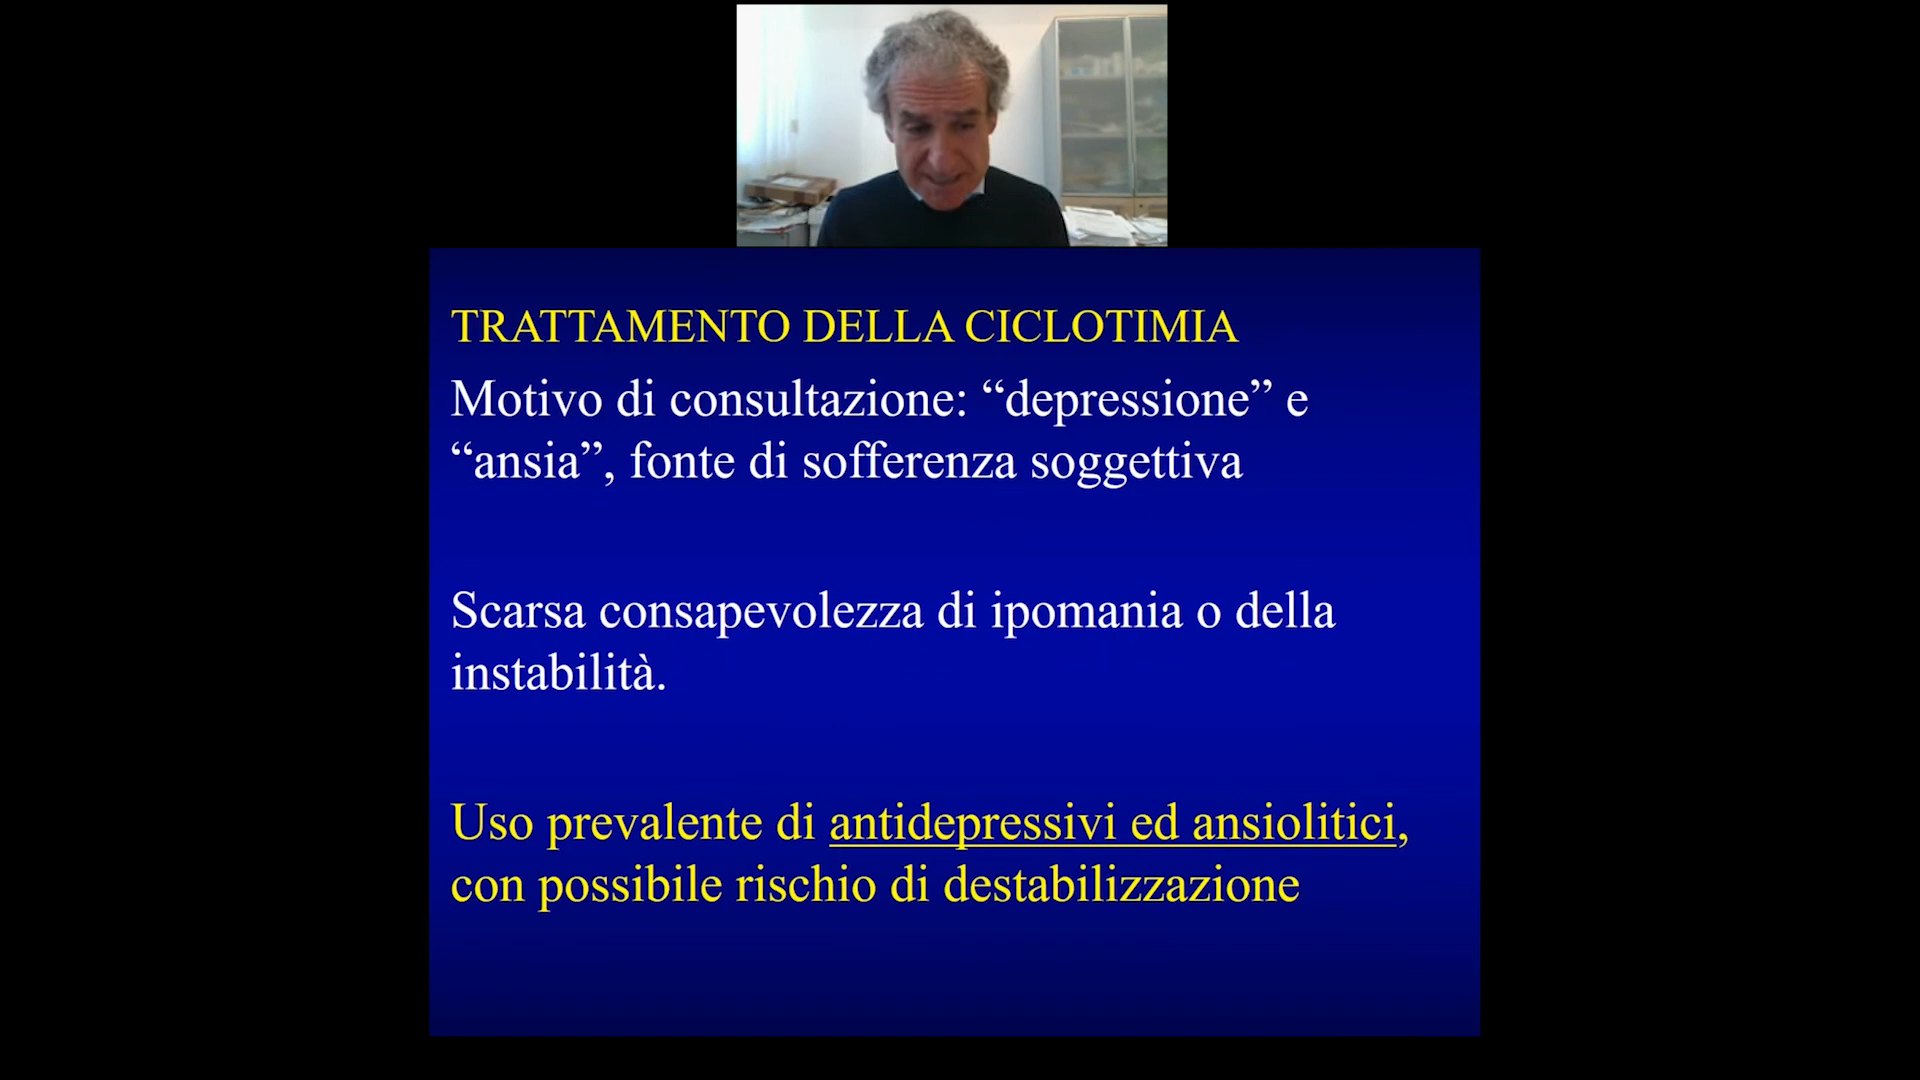 TRATTAMENTO DELLA CICLOTIMIA
Motivo di consultazione: “depressione” e
“ansia”, fonte di sofferenza soggettiva
Scarsa consapevolezza di ipomania o della
instabilità.
Uso prevalente di antidepressivi ed ansiolitici,
con possibile rischio di destabilizzazione